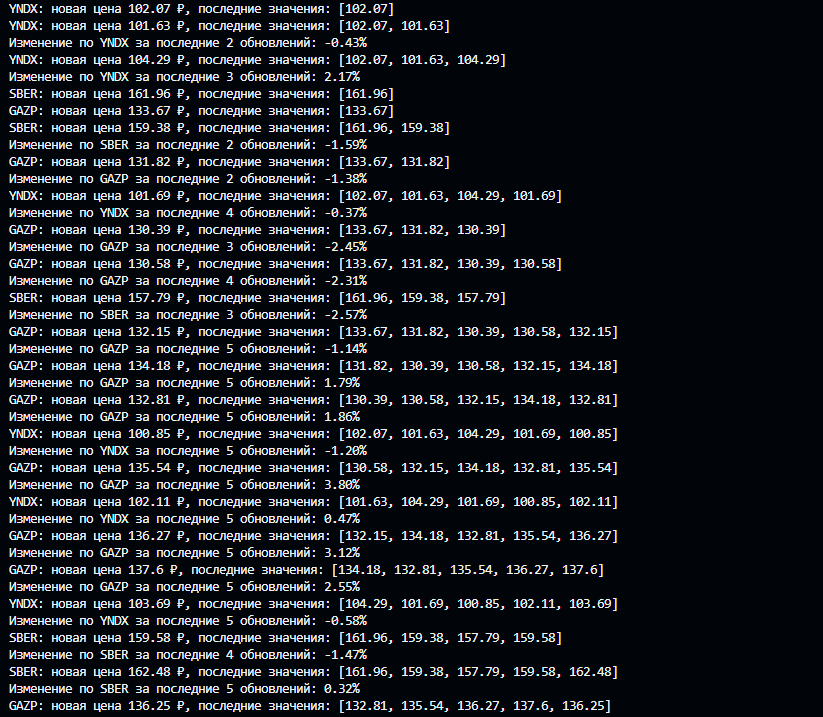 YNDX: новая цена 102.07 ₽, последние значения: [102.07]
YNDX: новая цена 101.63 ₽, последние значения: [102.07, 101.63]
Изменение по YNDX за последние 2 обновлений: -0.43%
YNDX: новая цена 104.29 ₽, последние значения: [102.07, 101.63, 104.29]
Изменение по YNDX за последние 3 обновлений: 2.17%
SBER: новая цена 161.96 ₽, последние значения: [161.96]
GAZP: новая цена 133.67 ₽, последние значения: [133.67]
SBER: новая цена 159.38 ₽, последние значения: [161.96, 159.38]
Изменение по SBER за последние 2 обновлений: -1.59%
GAZP: новая цена 131.82 ₽, последние значения: [133.67, 131.82]
Изменение по GAZP за последние 2 обновлений: -1.38%
YNDX: новая цена 101.69 ₽, последние значения: [102.07, 101.63, 104.29, 101.69]
Изменение по YNDX за последние 4 обновлений: -0.37%
GAZP: новая цена 130.39 ₽, последние значения: [133.67, 131.82, 130.39]
Изменение по GAZP за последние 3 обновлений: -2.45%
GAZP: новая цена 130.58 ₽, последние значения: [133.67, 131.82, 130.39, 130.58]
Изменение по GAZP за последние 4 обновлений: -2.31%
SBER: новая цена 157.79 ₽, последние значения: [161.96, 159.38, 157.79]
Изменение по SBER за последние 3 обновлений: -2.57%
GAZP: новая цена 132.15 ₽, последние значения: [133.67, 131.82, 130.39, 130.58, 132.15]
Изменение по GAZP за последние 5 обновлений: -1.14%
GAZP: новая цена 134.18 ₽, последние значения: [131.82, 130.39, 130.58, 132.15, 134.18]
Изменение по GAZP за последние 5 обновлений: 1.79%
GAZP: новая цена 132.81 ₽, последние значения: [130.39, 130.58, 132.15, 134.18, 132.81]
Изменение по GAZP за последние 5 обновлений: 1.86%
YNDX: новая цена 100.85 ₽, последние значения: [102.07, 101.63, 104.29, 101.69, 100.85]
Изменение по YNDX за последние 5 обновлений: -1.20%
GAZP: новая цена 135.54 ₽, последние значения: [130.58, 132.15, 134.18, 132.81, 135.54]
Изменение по GAZP за последние 5 обновлений: 3.80%
YNDX: новая цена 102.11 ₽, последние значения: [101.63, 104.29, 101.69, 100.85, 102.11]
Изменение по YNDX за последние 5 обновлений: 0.47%
GAZP: новая цена 136.27 ₽, последние значения: [132.15, 134.18, 132.81, 135.54, 136.27]
Изменение по GAZP за последние 5 обновлений: 3.12%
GAZP: новая цена 137.6 ₽, последние значения: [134.18, 132.81, 135.54, 136.27, 137.6]
Изменение по GAZP за последние 5 обновлений: 2.55%
YNDX: новая цена 103.69 ₽, последние значения: [104.29, 101.69, 100.85, 102.11, 103.69]
Изменение по YNDX за последние 5 обновлений: -0.58%
SBER: новая цена 159.58 ₽, последние значения: [161.96, 159.38, 157.79, 159.58]
Изменение по SBER за последние 4 обновлений: -1.47%
SBER: новая цена 162.48 ₽, последние значения: [161.96, 159.38, 157.79, 159.58, 162.48]
Изменение по SBER за последние 5 обновлений: 0.32%
GAZP: новая цена 136.25 ₽, последние значения: [132.81, 135.54, 136.27, 137.6, 136.25]